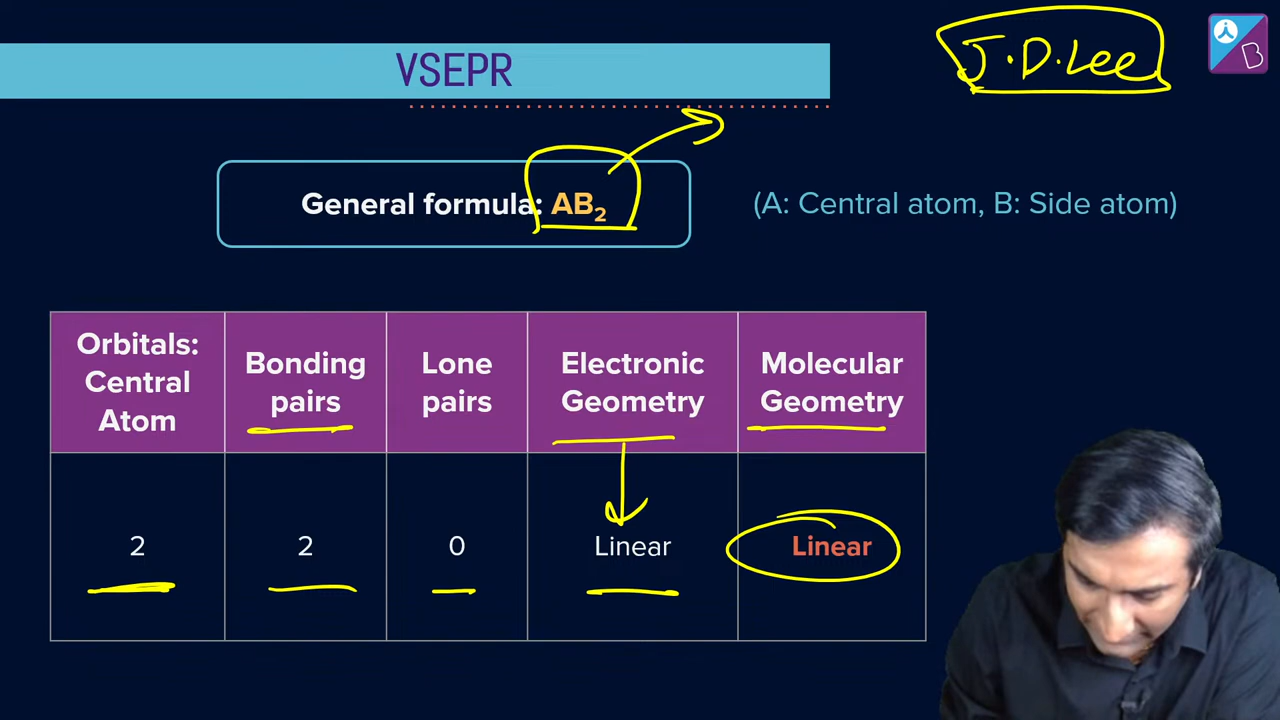 J.D.Lee
B
VSEPR
General formula: AB₂
(A: Central atom, B: Side atom)
Orbitals: Central Atom
Bonding pairs
Lone pairs
Electronic Geometry
Molecular Geometry
2
2
0
Linear
Linear